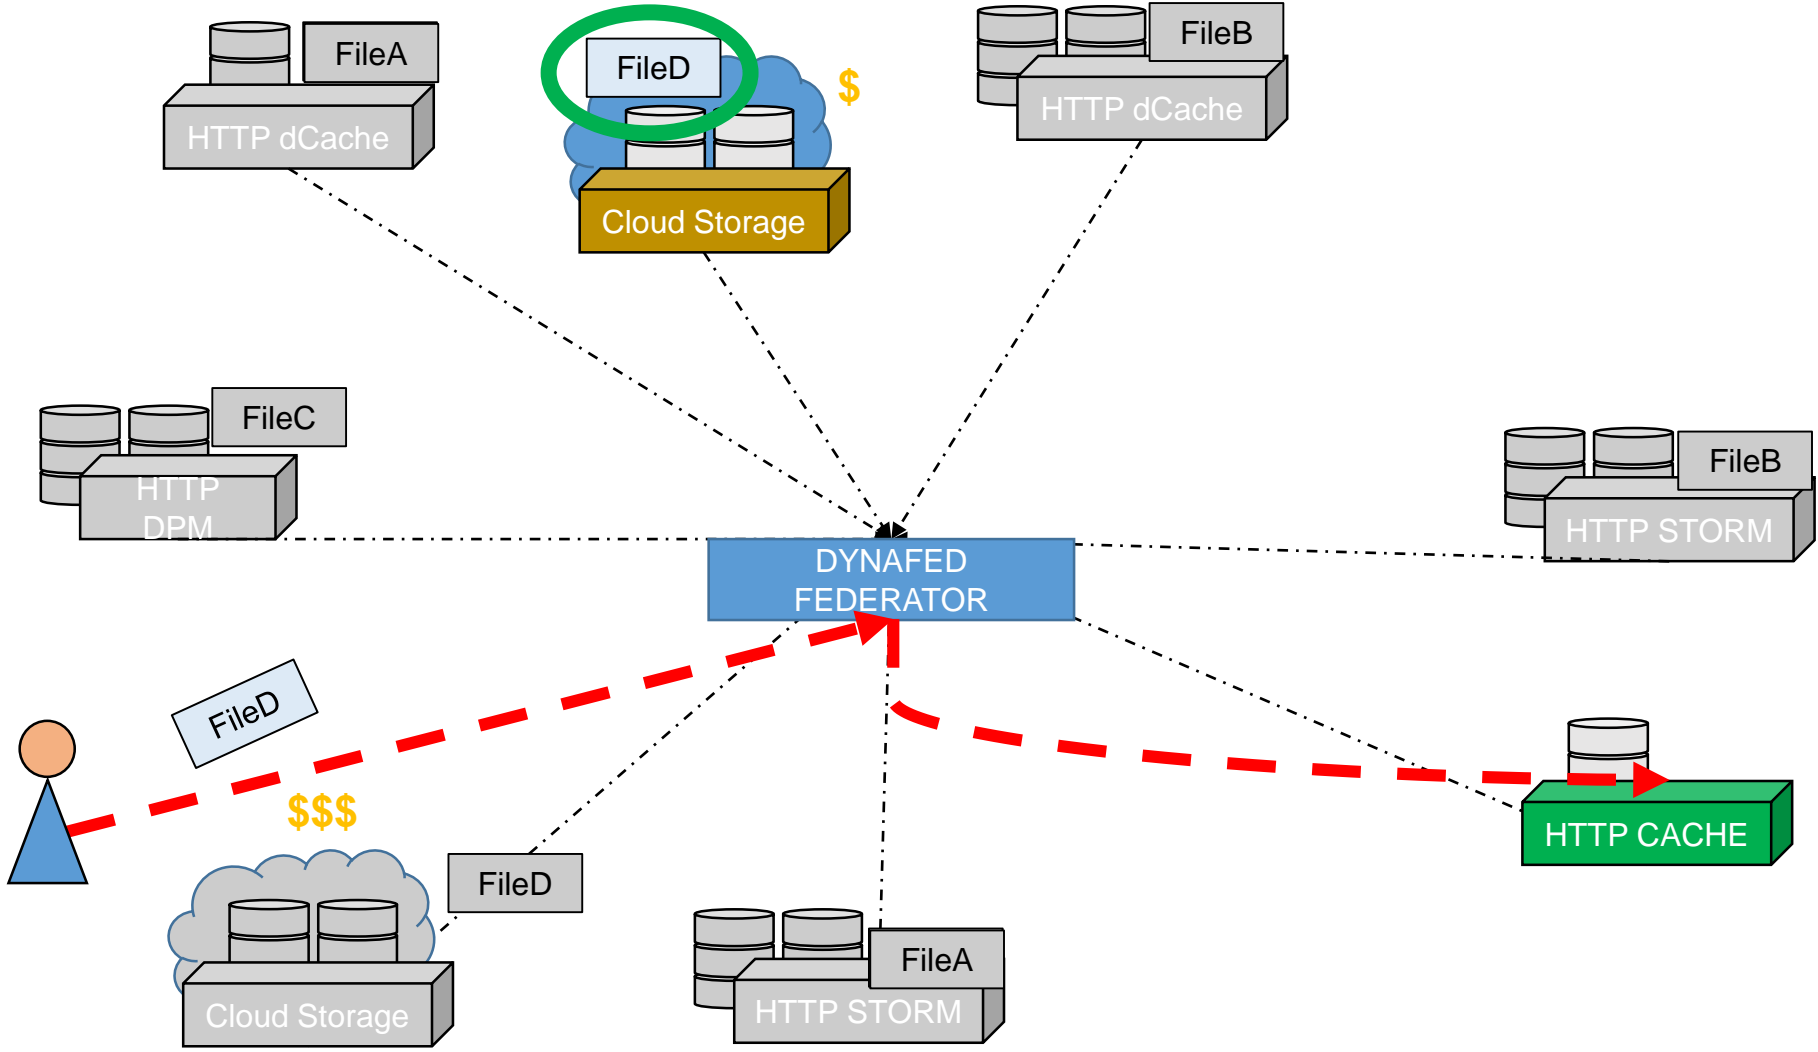 FileA
HTTP dCache
FileD
$
Cloud Storage
FileB
HTTP dCache
FileC
HTTP
DPM
FileB
HTTP STORM
DYNAFED
FEDERATOR
FileD
$$$
FileD
Cloud Storage
FileA
HTTP STORM
HTTP CACHE